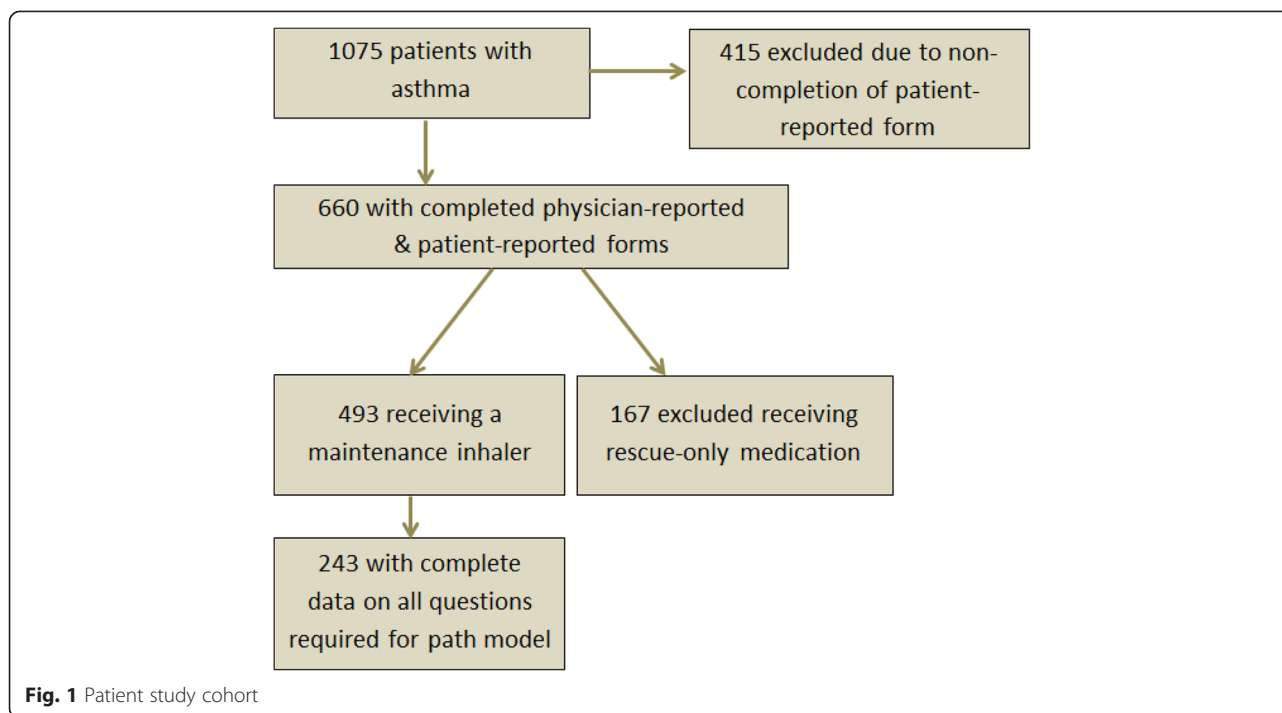 1075 patients with
asthma
415 excluded due to non-
completion of patient-
reported form
660 with completed physician-reported
& patient-reported forms
493 receiving a
maintenance inhaler
167 excluded receiving
rescue-only medication
243 with complete
data on all questions
required for path model
Fig. 1 Patient study cohort